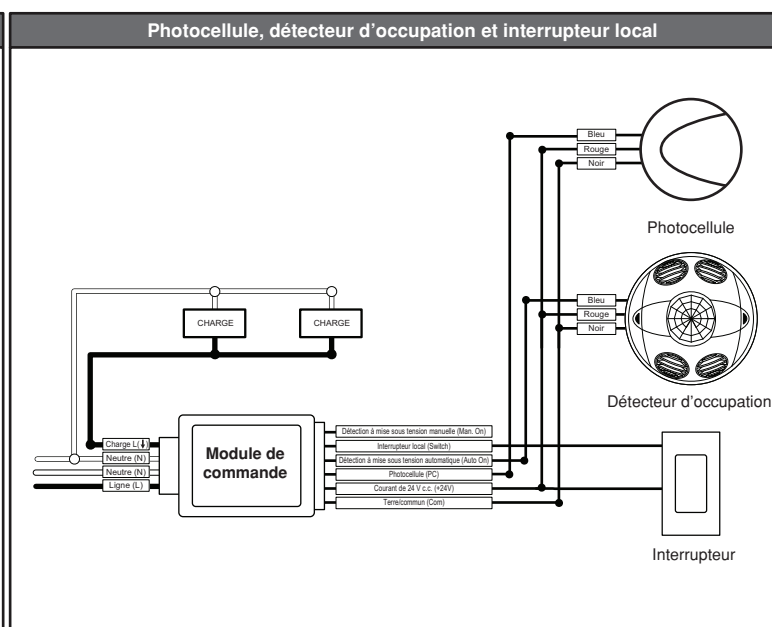 Photocellule, détecteur d’occupation et interrupteur local
Bleu
Rouge
Noir
Photocellule
Bleu
Rouge
Noir
Détecteur d’occupation
CHARGE
CHARGE
Charge L(↓)
Neutre (N)
Neutre (N)
Ligne (L)
Module de
commande
Détection à mise sous tension manuelle (Man. On)
Interrupteur local (Switch)
Détection à mise sous tension automatique (Auto On)
Photocellule (PC)
Courant de 24 V c.c. (+24V)
Terre/commun (Com)
Interrupteur